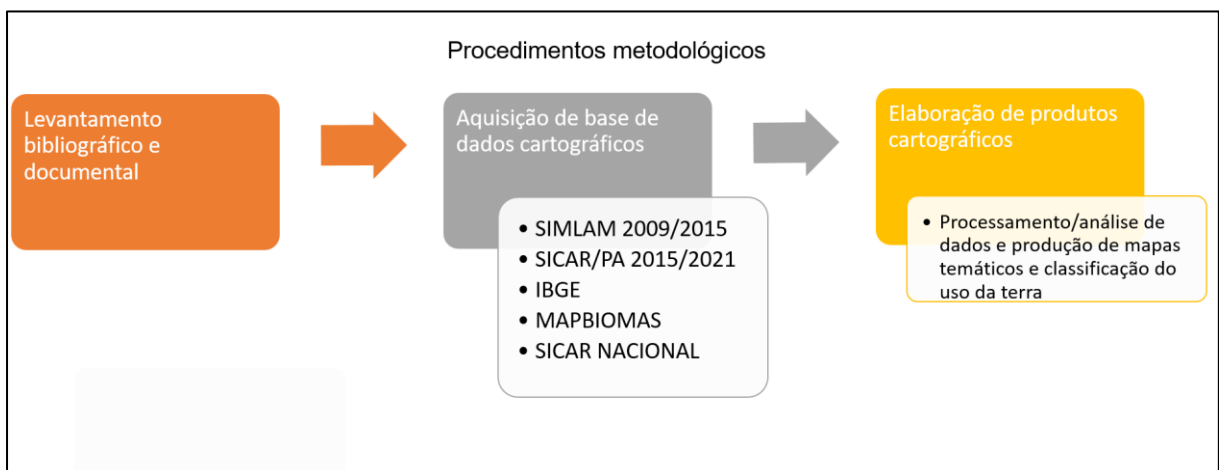 Procedimentos metodológicos
Levantamento
bibliográfico e
documental
Aquisição de base de
dados cartográficos
• SIMLAM 2009/2015
• SICAR/PA 2015/2021
• IBGE
• MAPBIOMAS
• SICAR NACIONAL
Elaboração de produtos
cartográficos
• Processamento/análise de
dados e produção de mapas
temáticos e classificação do
uso da terra